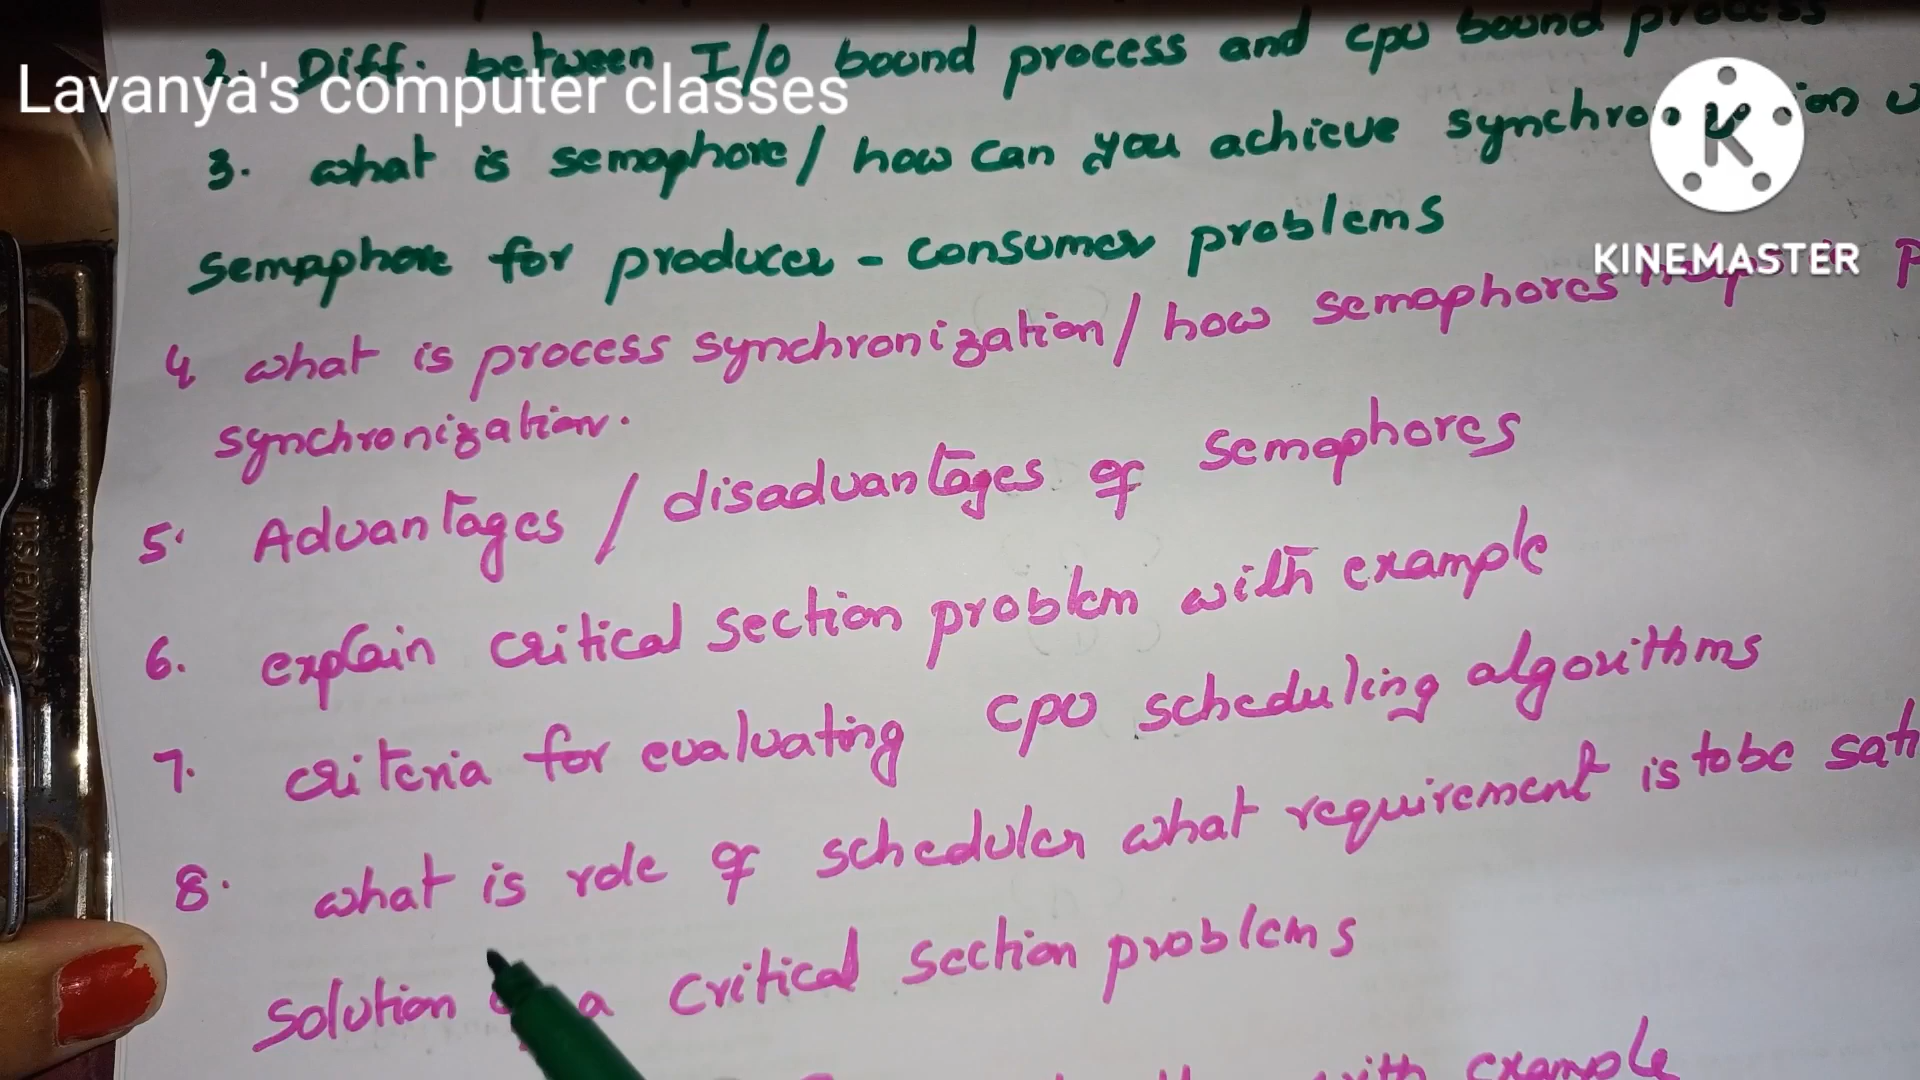 2. Diff. between I/O bound process and cpu bound process
Lavanya's computer classes
3. what is semaphore/ how can you achieve
K
semaphore for producer - consumer problems
KINEMASTER
4 what is process synchronization/ how semaphores
synchronization.
5. Advantages / disadvantages of semaphores
6. explain critical section problem with example
7. criteria for evaluating cpu scheduling algorithms
8. what is role of scheduler what requirement is to be
solution a critical section problems
with example